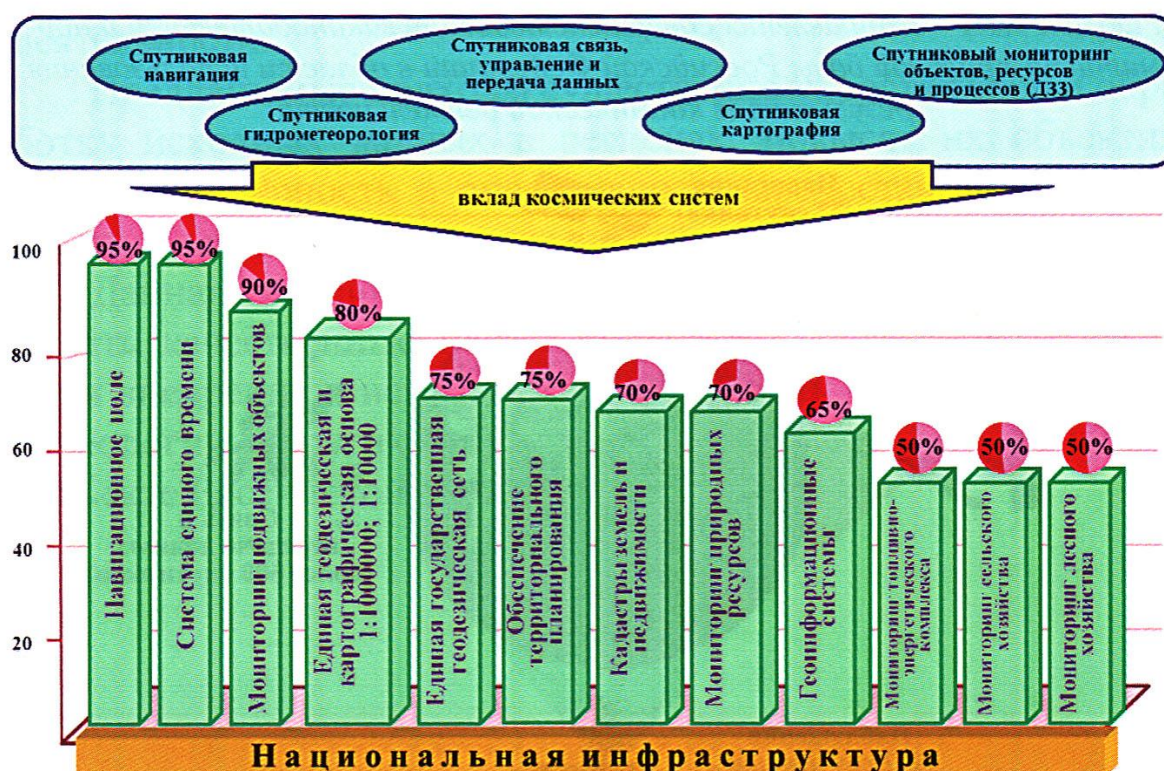 Спутниковая
навигация
Спутниковая связь,
управление и
передача данных
Спутниковый мониторинг
объектов, ресурсов
и процессов (ДЗЗ)
Спутниковая
гидрометеорология
Спутниковая
картография
вклад космических систем
100
80
60
40
20
95%
95%
90%
80%
75%
75%
70%
70%
65%
50%
50%
50%
Навигационное поле
Система единого времени
Мониторинг подвижных объектов
Единая геодезическая и
картографическая основа
1:1000000; 1:10000
Единая государственная
геодезическая сеть
Обеспечение
территориального
планирования
Кадастры земель и
недвижимости
Мониторинг природных
ресурсов
Геоинформационные
системы
Мониторинг топливно-
энергетического
комплекса
Мониторинг сельского
хозяйства
Мониторинг лесного
хозяйства
Национальная инфраструктура